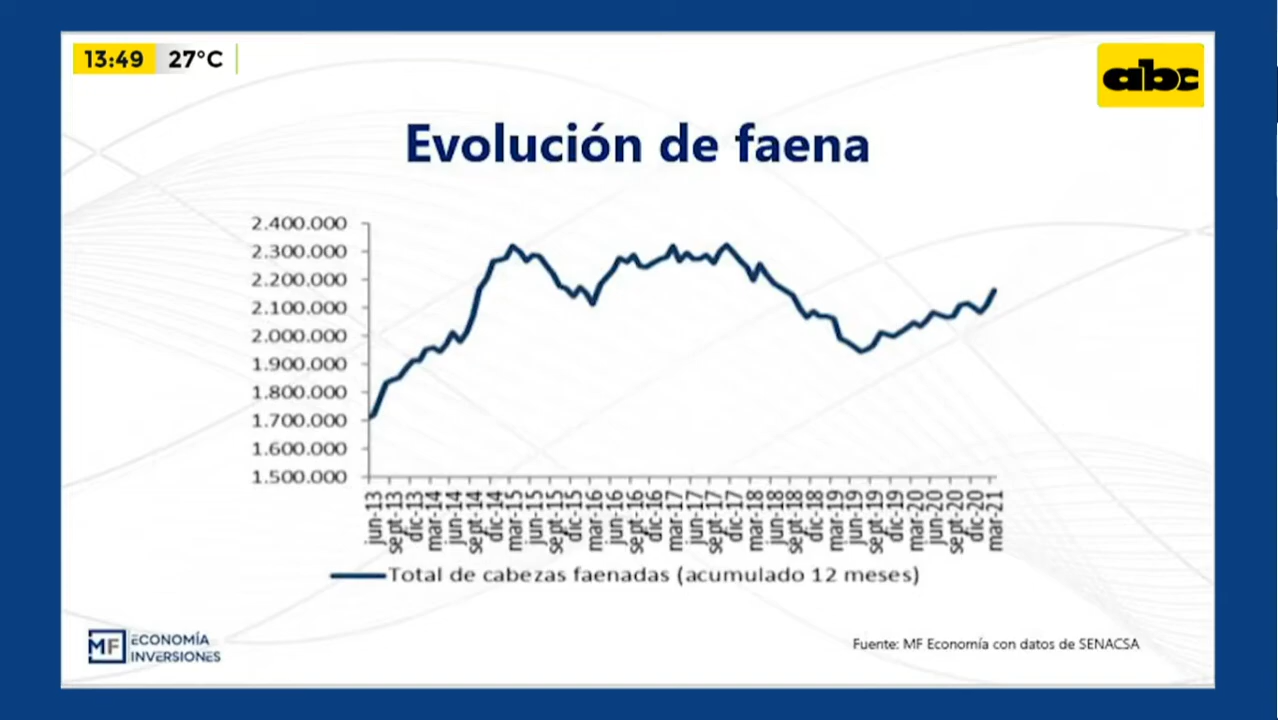 13:49 27°C
abc
Evolución de faena
2.400.000
2.300.000
2.200.000
2.100.000
2.000.000
1.900.000
1.800.000
1.700.000
1.600.000
1.500.000
jun-13
sept-13
dic-13
mar-14
jun-14
sept-14
dic-14
mar-15
jun-15
sept-15
dic-15
mar-16
jun-16
sept-16
dic-16
mar-17
jun-17
sept-17
dic-17
mar-18
jun-18
sept-18
dic-18
mar-19
jun-19
sept-19
dic-19
mar-20
jun-20
sept-20
dic-20
mar-21
Total de cabezas faenadas (acumulado 12 meses)
MF ECONOMÍA
INVERSIONES
Fuente: MF Economía con datos de SENACSA